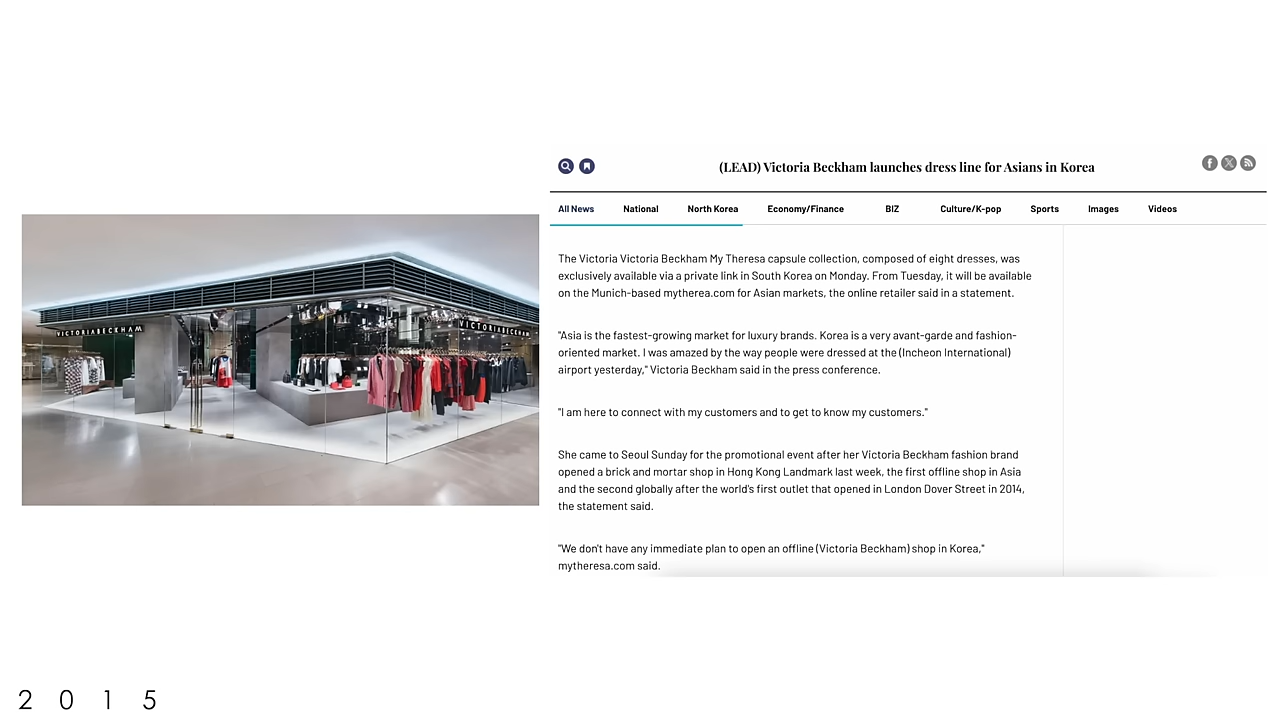 VICTORIABECKHAM
VICTORIABECKHAM
(LEAD) Victoria Beckham launches dress line for Asians in Korea
All News National North Korea Economy/Finance BIZ Culture/K-pop Sports Images Videos
The Victoria Victoria Beckham My Theresa capsule collection, composed of eight dresses, was
exclusively available via a private link in South Korea on Monday. From Tuesday, it will be available
on the Munich-based mytherea.com for Asian markets, the online retailer said in a statement.
"Asia is the fastest-growing market for luxury brands. Korea is a very avant-garde and fashion-
oriented market. I was amazed by the way people were dressed at the (Incheon International)
airport yesterday," Victoria Beckham said in the press conference.
"I am here to connect with my customers and to get to know my customers."
She came to Seoul Sunday for the promotional event after her Victoria Beckham fashion brand
opened a brick and mortar shop in Hong Kong Landmark last week, the first offline shop in Asia
and the second globally after the world's first outlet that opened in London Dover Street in 2014,
the statement said.
"We don't have any immediate plan to open an offline (Victoria Beckham) shop in Korea,"
mytheresa.com said.
2 0 1 5